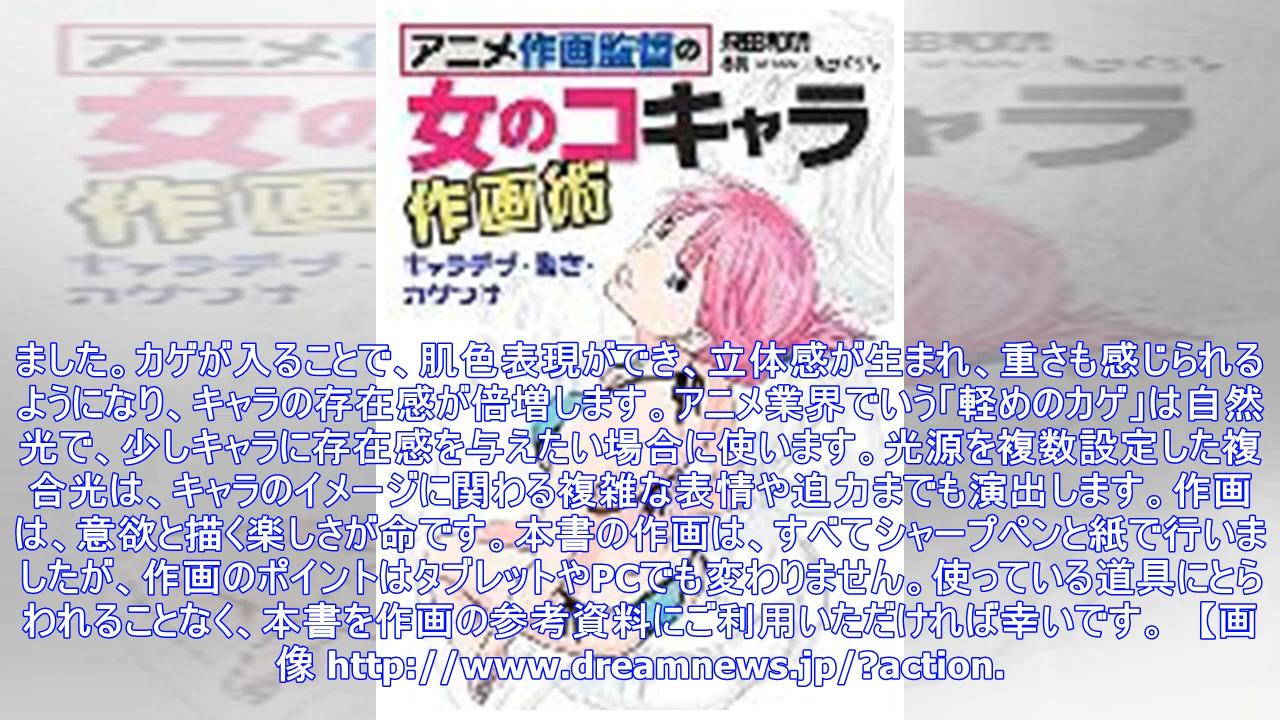 アニメ作画監督の
女のコキャラ
作画術
キャラデザ・動き・
カゲつけ
ました。カゲが入ることで、肌色表現ができ、立体感が生まれ、重さも感じられる
ようになり、キャラの存在感が倍増します。アニメ業界でいう「軽めのカゲ」は自然
光で、少しキャラに存在感を与えたい場合に使います。光源を複数設定した複
合光は、キャラのイメージに関わる複雑な表情や迫力までも演出します。作画
は、意欲と描く楽しさが命です。本書の作画は、すべてシャープペンと紙で行いま
したが、作画のポイントはタブレットやPCでも変わりません。使っている道具にとら
われることなく、本書を作画の参考資料にご利用いただければ幸いです。 【画
像 http://www.dreamnews.jp/?action.